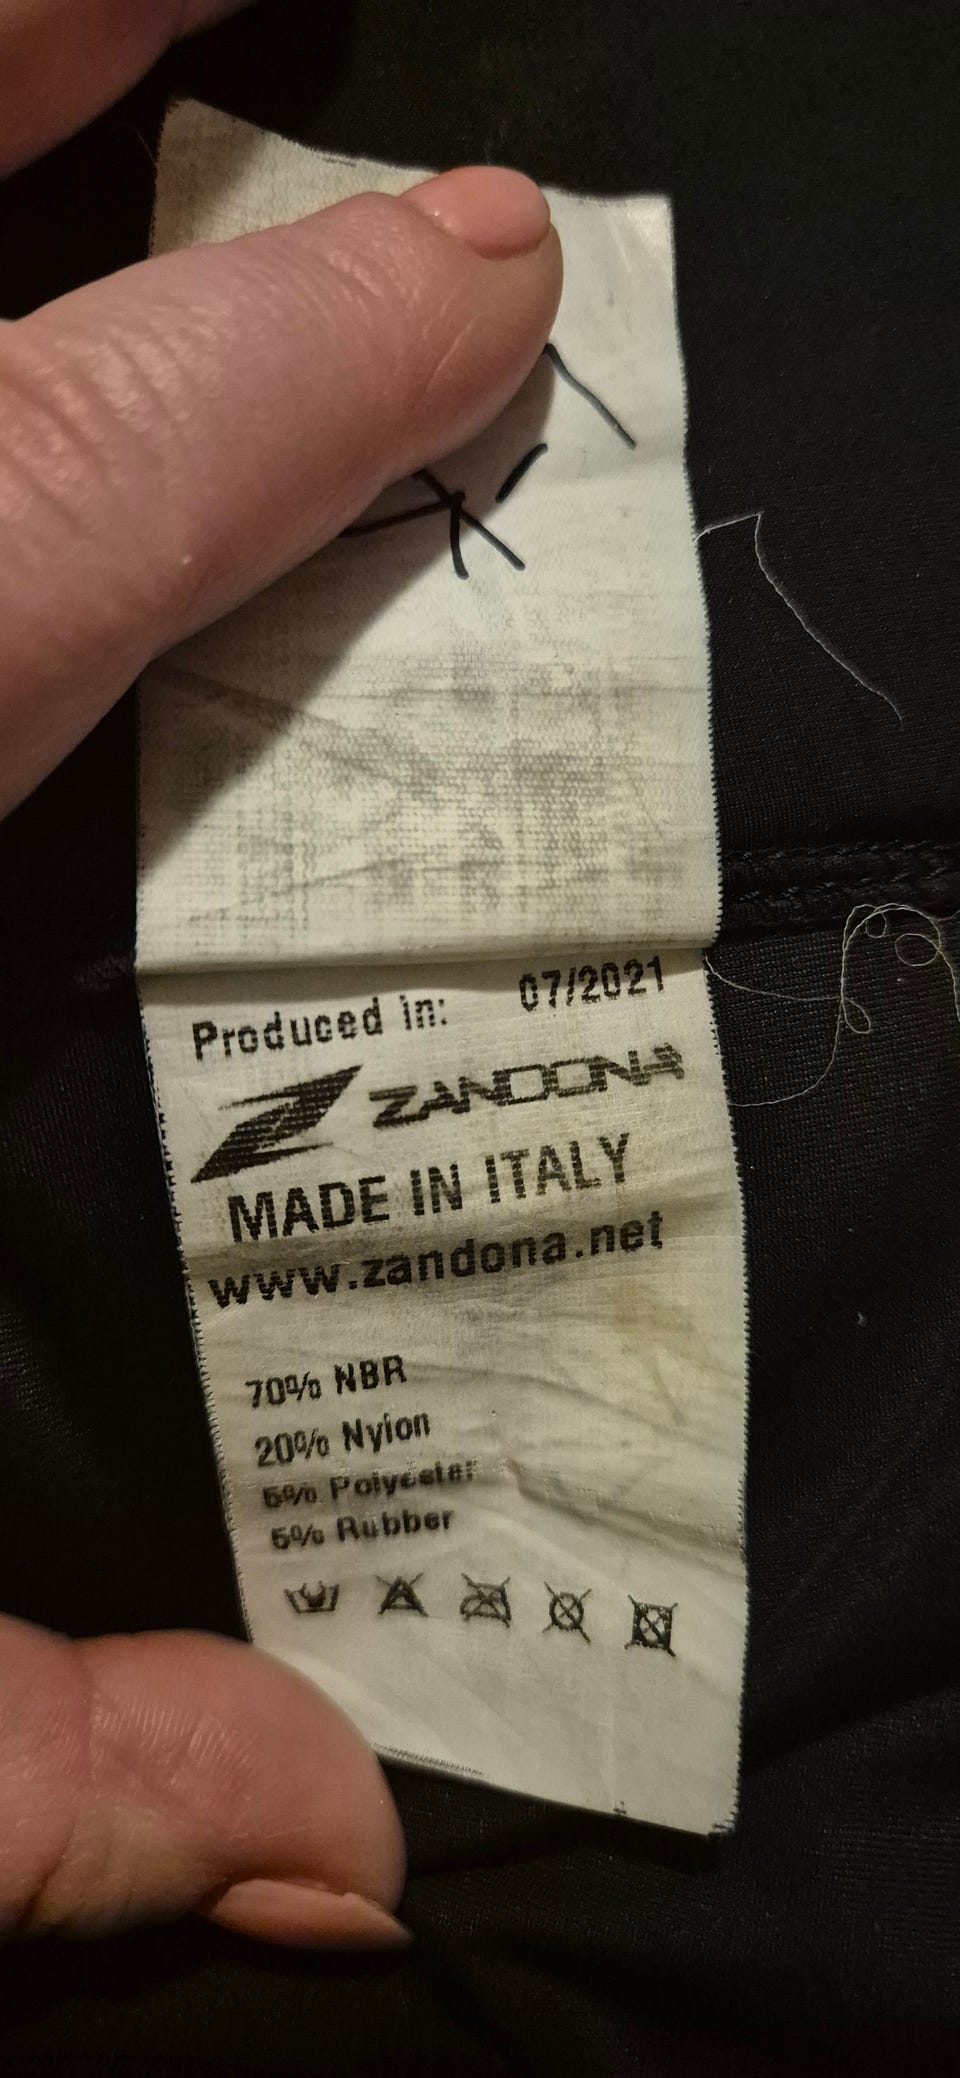 Produced in: 07/2021
ZANDONA
MADE IN ITALY
www.zandona.net
70% NBR
20% Nylon
5% Polyester
5% Rubber